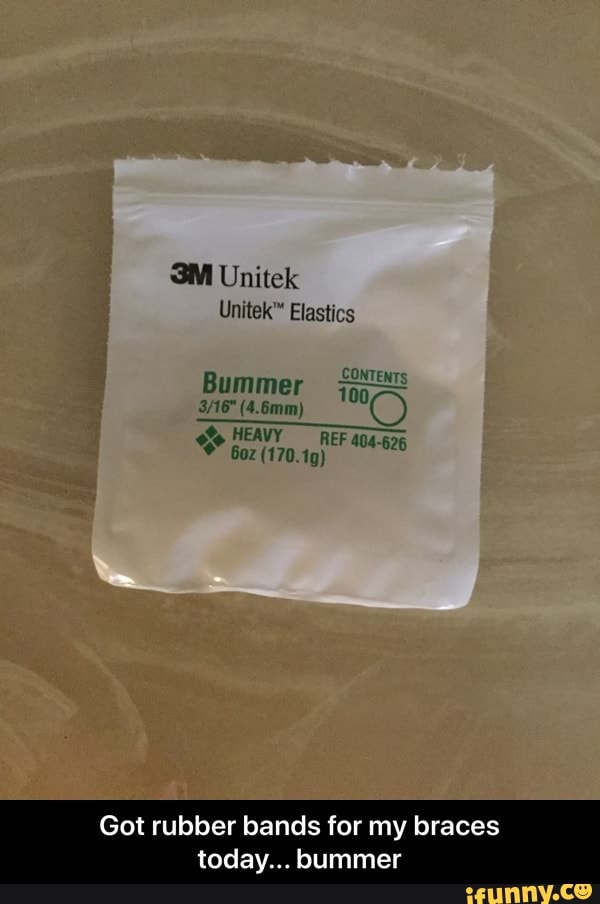 3M Unitek
Unitek™ Elastics
Bummer
3/16" (4.6mm)
CONTENTS
100
HEAVY
6oz (170.1g)
REF 404-626
Got rubber bands for my braces
today... bummer
ifunny.co